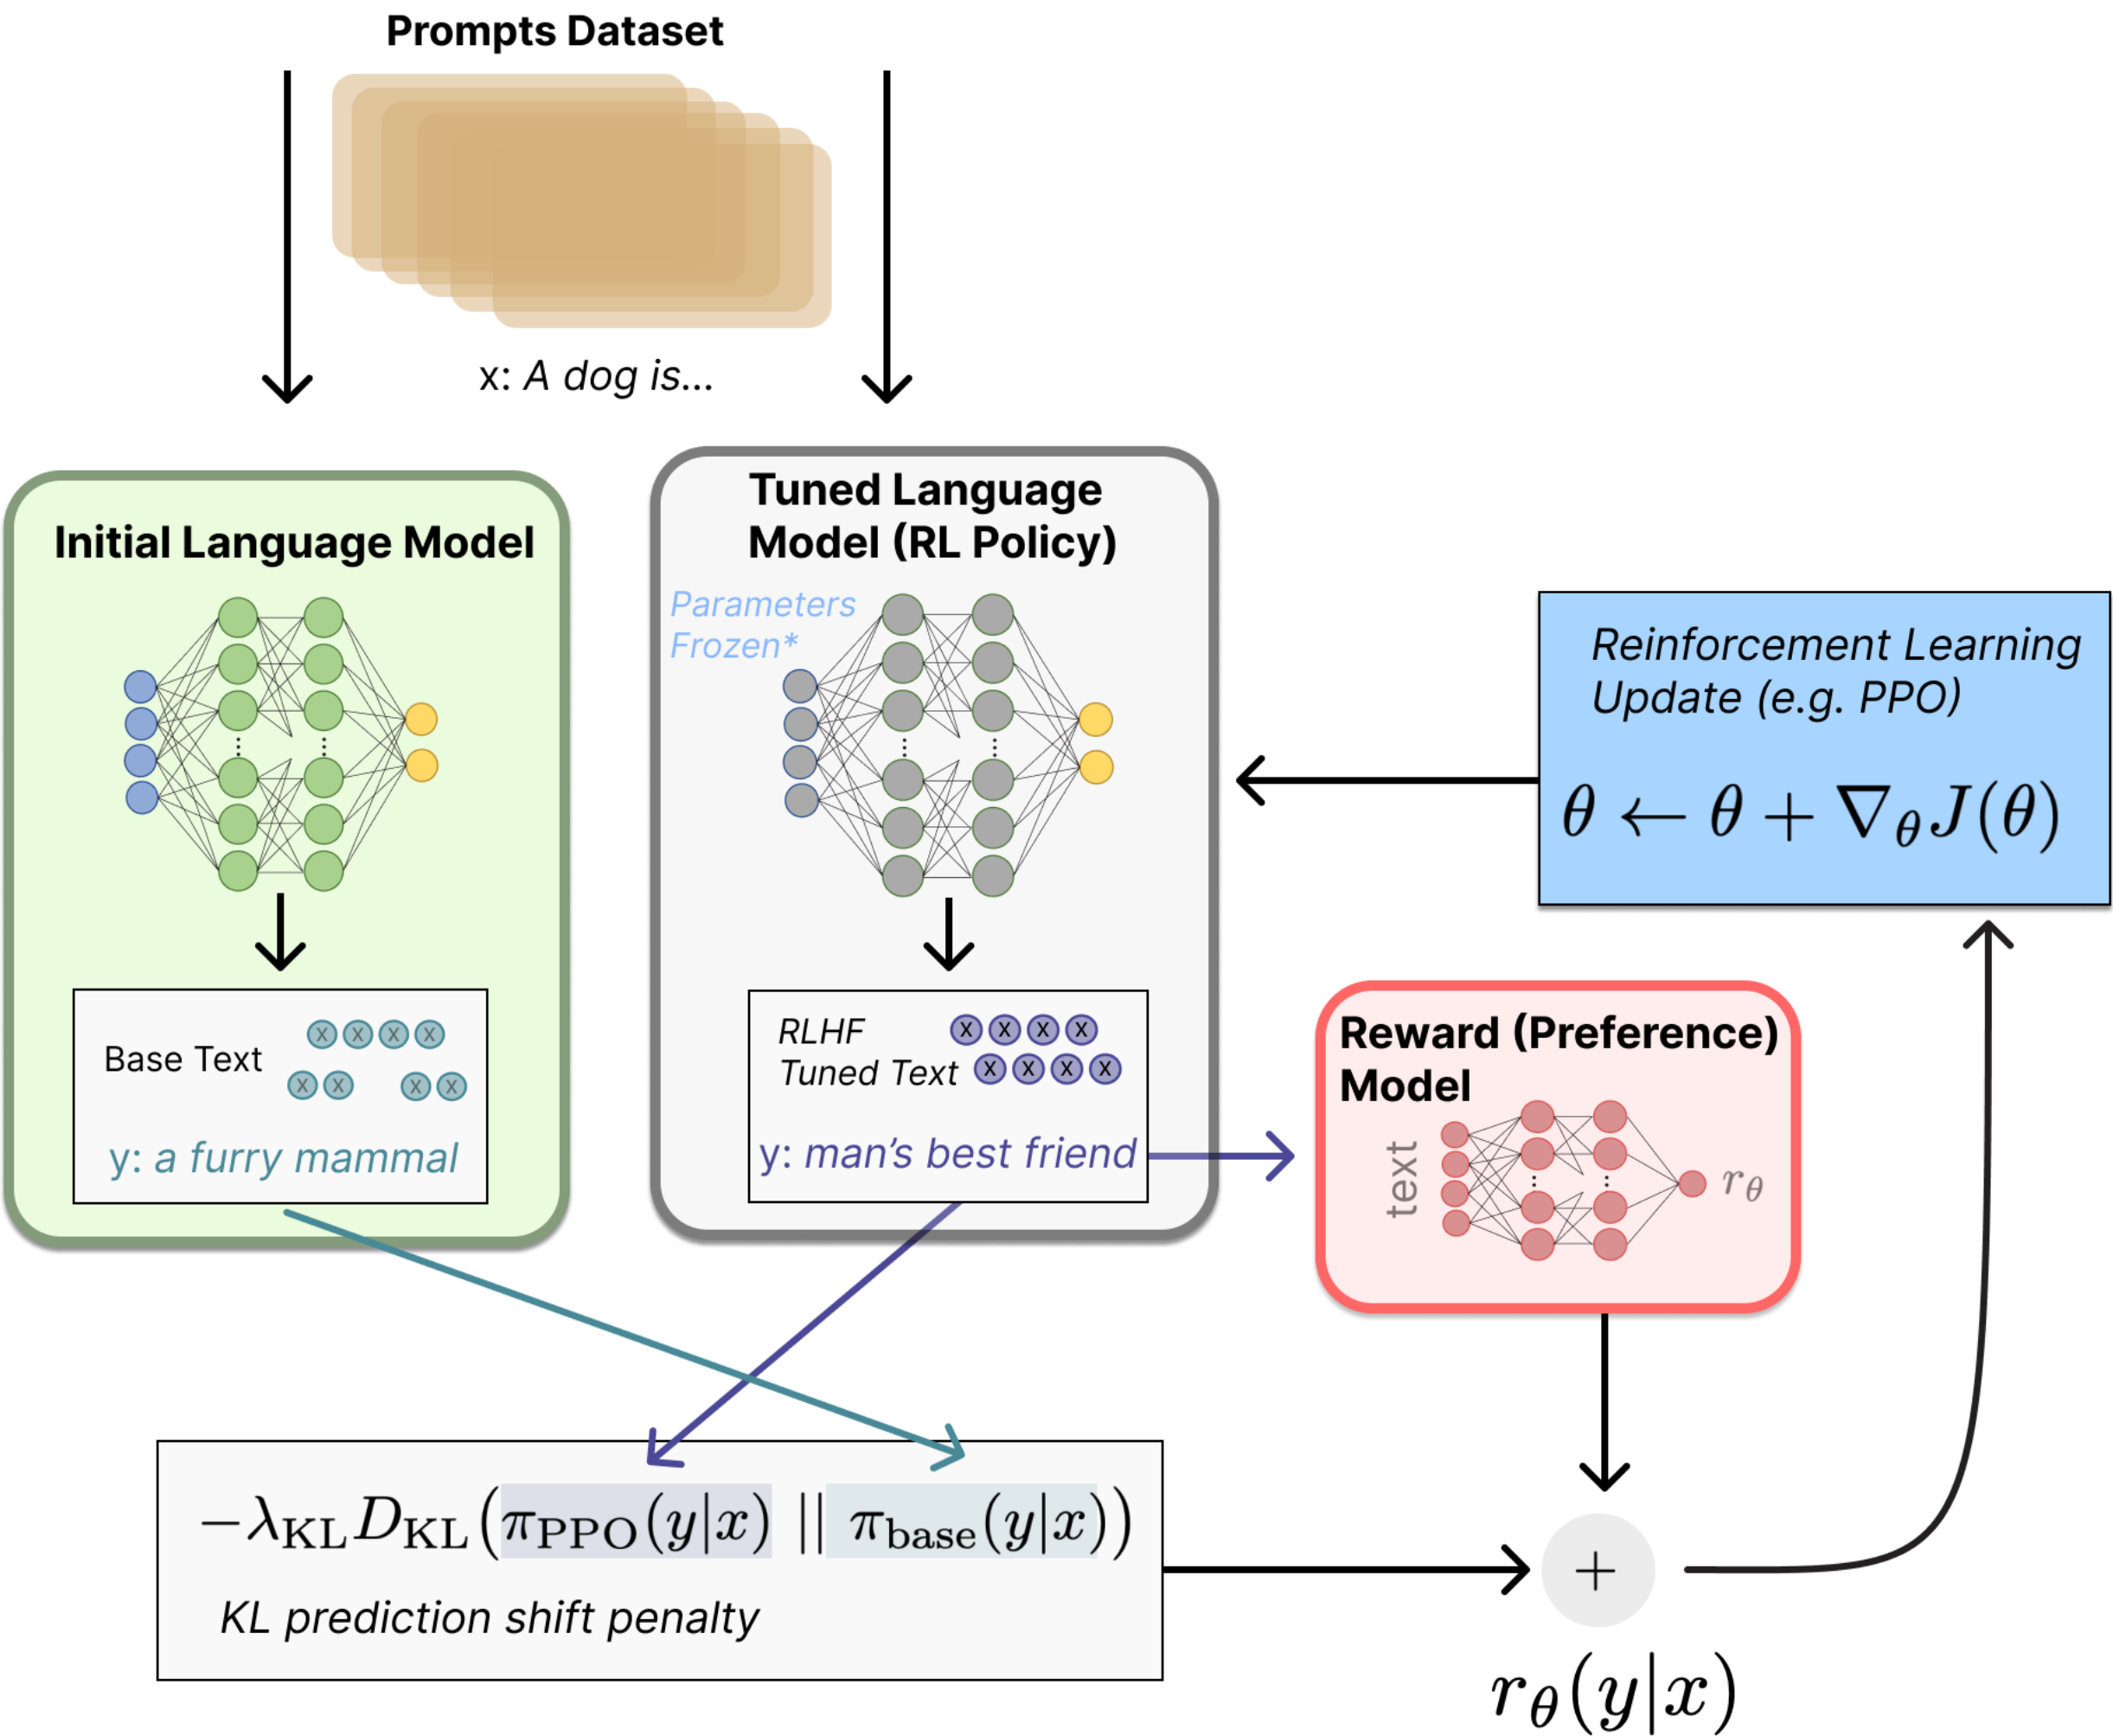 Prompts Dataset
x: A dog is...
Initial Language Model
Tuned Language
Model (RL Policy)
Parameters
Frozen*
Reinforcement Learning
Update (e.g. PPO)
θ ← θ + ∇θJ(θ)
Base Text
x x x x
x x x x
y: a furry mammal
RLHF
Tuned Text
x x x x
x x x x
y: man’s best friend
Reward (Preference)
Model
text
rθ
−λKL DKL(πPPO(y|x) || πbase(y|x))
KL prediction shift penalty
+
rθ(y|x)